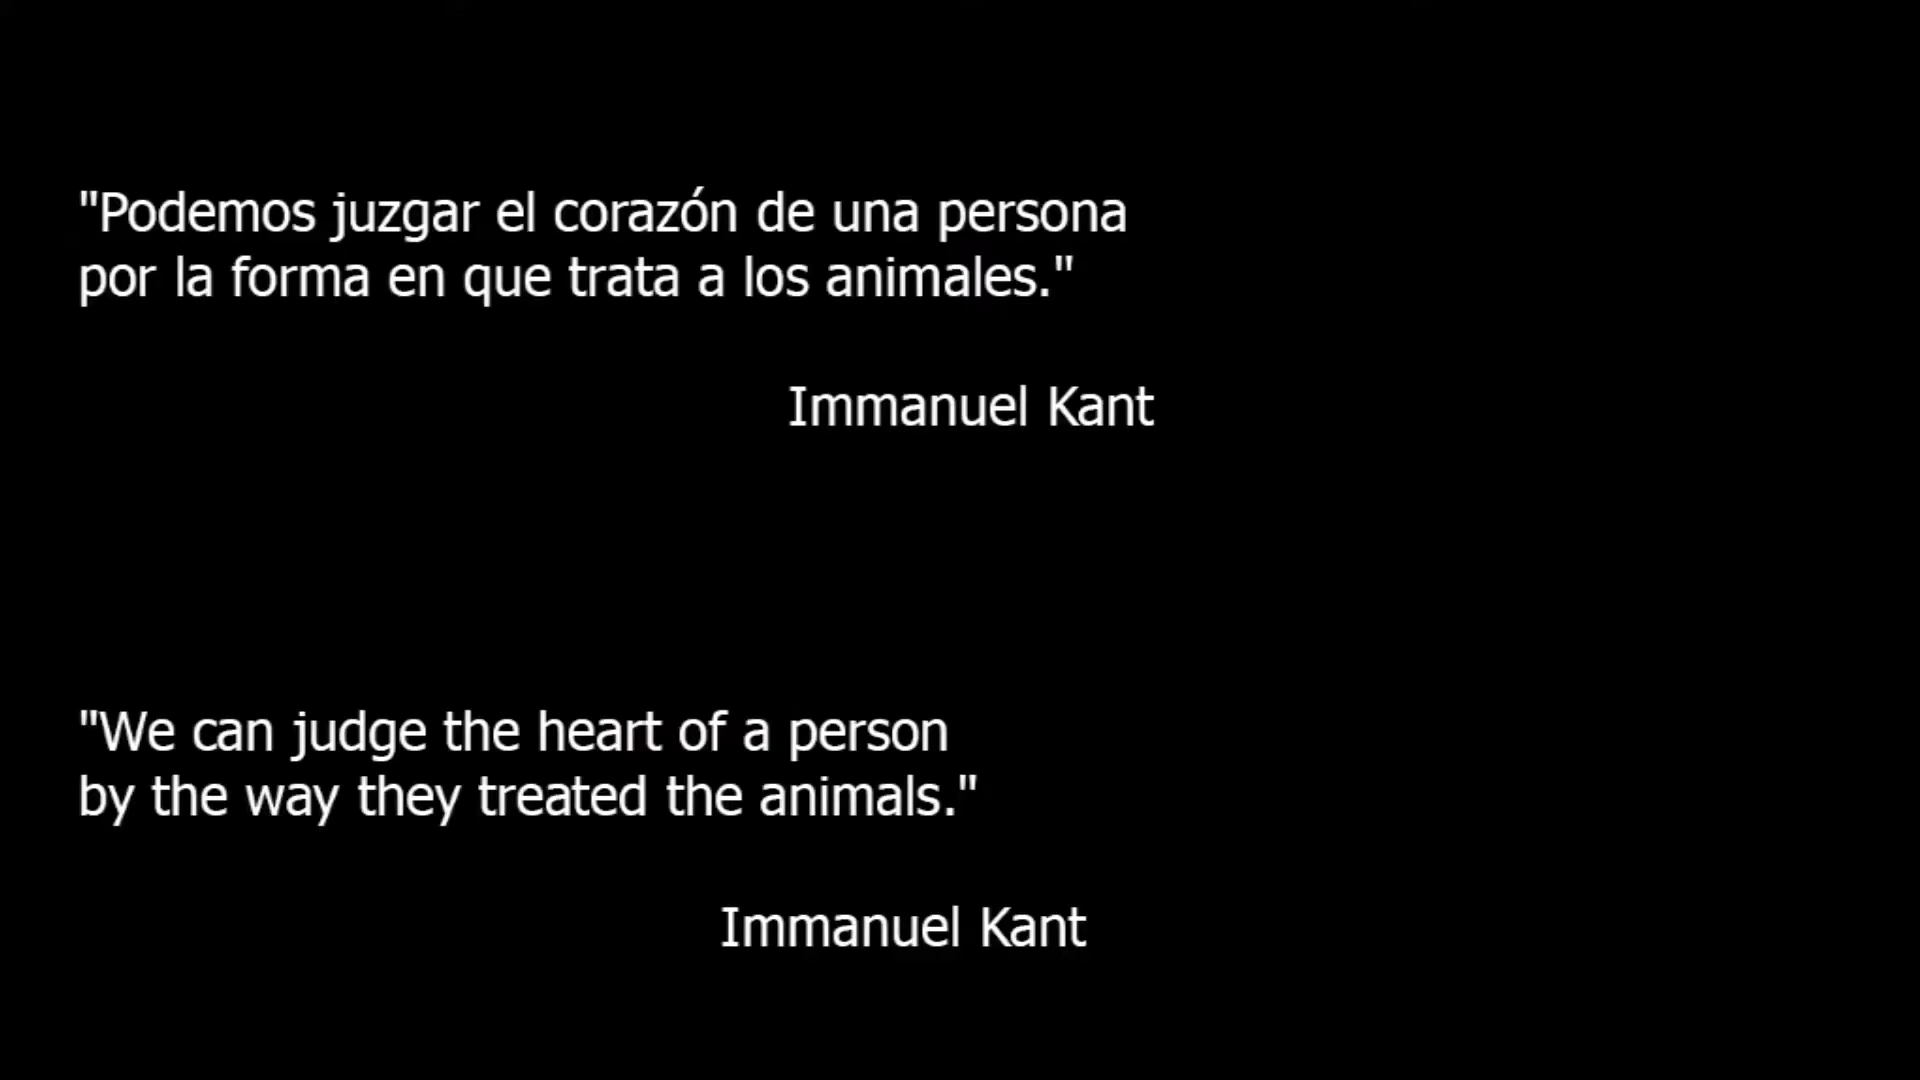 "Podemos juzgar el corazón de una persona
por la forma en que trata a los animales."
Immanuel Kant
"We can judge the heart of a person
by the way they treated the animals."
Immanuel Kant